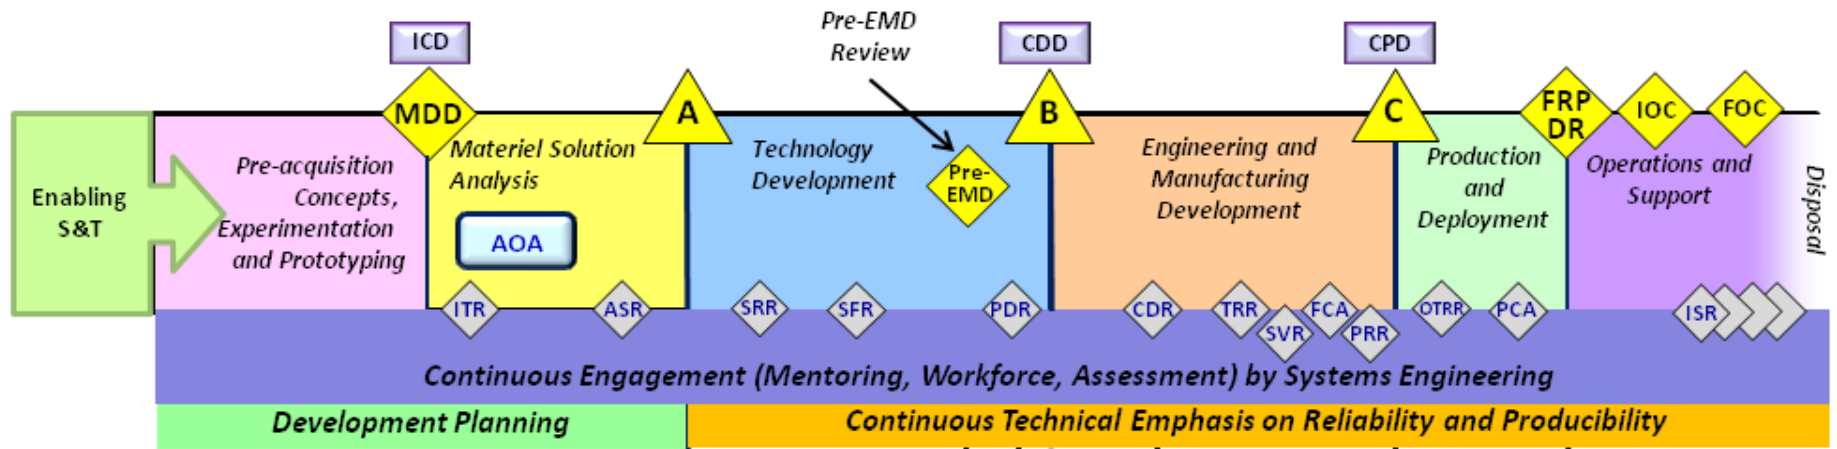 Pre-EMD
Review
ICD
CDD
CPD
MDD
A
B
C
FRP
DR
IOC
FOC
Enabling
S&T
Pre-acquisition
Concepts,
Experimentation
and Prototyping
Materiel Solution
Analysis
AOA
Technology
Development
Pre-
EMD
Engineering and
Manufacturing
Development
Production
and
Deployment
Operations and
Support
Disposal
ITR
ASR
SRR
SFR
PDR
CDR
TRR
SVR
FCA
PRR
OTRR
PCA
ISR
Continuous Engagement (Mentoring, Workforce, Assessment) by Systems Engineering
Development Planning
Continuous Technical Emphasis on Reliability and Producibility